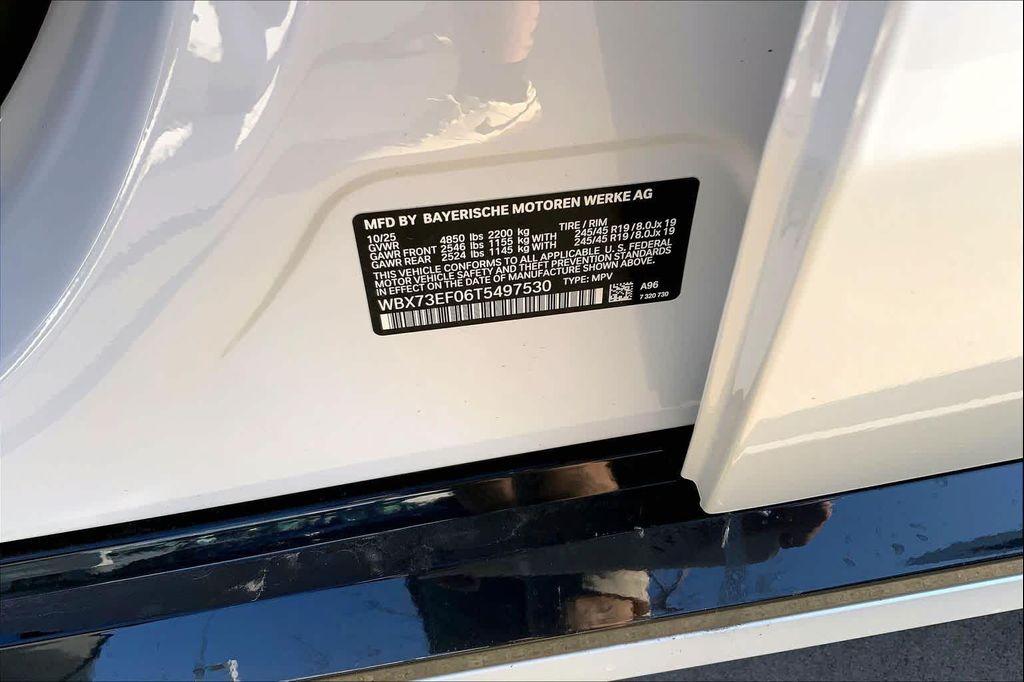 MFD BY BAYERISCHE MOTOREN WERKE AG
10/25 TIRE / RIM
GVWR 4850 lbs 2200 kg
GAWR FRONT 2546 lbs 1155 kg WITH 245/45 R19 / 8.0Jx 19
GAWR REAR 2524 lbs 1145 kg WITH 245/45 R19 / 8.0Jx 19
THIS VEHICLE CONFORMS TO ALL APPLICABLE U. S. FEDERAL
MOTOR VEHICLE SAFETY AND THEFT PREVENTION STANDARDS
IN EFFECT ON THE DATE OF MANUFACTURE SHOWN ABOVE.
TYPE: MPV
WBX73EF06T5497530
A96
7 320 730